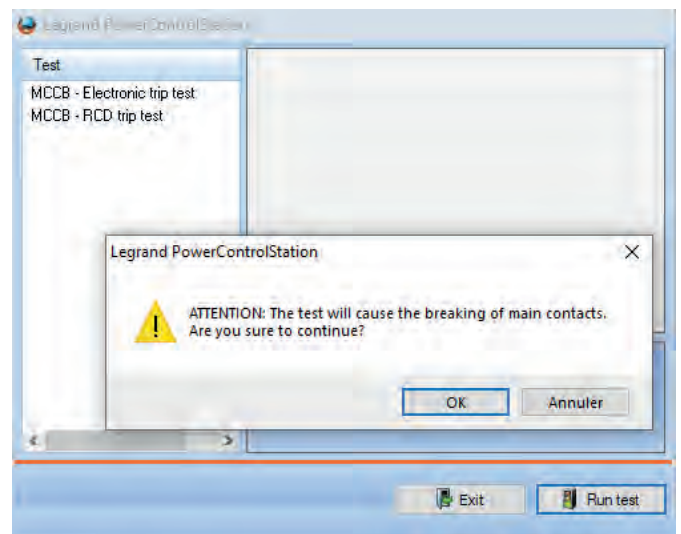 Legrand PowerControlStation
Test
MCCB - Electronic trip test
MCCB - RCD trip test
Legrand PowerControlStation
ATTENTION: The test will cause the breaking of main contacts.
Are you sure to continue?
OK
Annuler
Exit
Run test